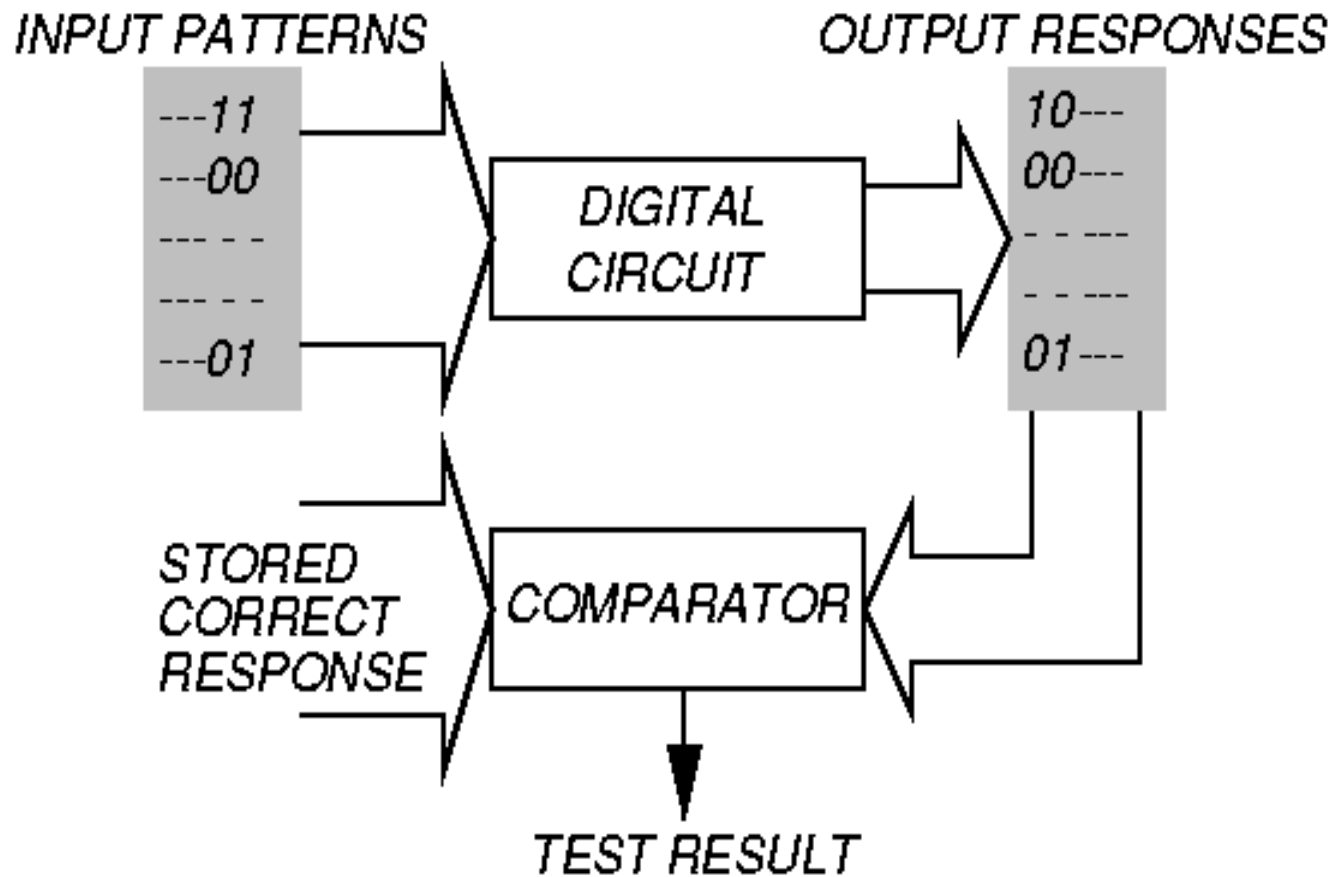 INPUT PATTERNS
OUTPUT RESPONSES
---11
---00
--- - -
--- - -
---01
DIGITAL
CIRCUIT
10---
00---
- - ---
- - ---
01---
STORED
CORRECT
RESPONSE
COMPARATOR
TEST RESULT